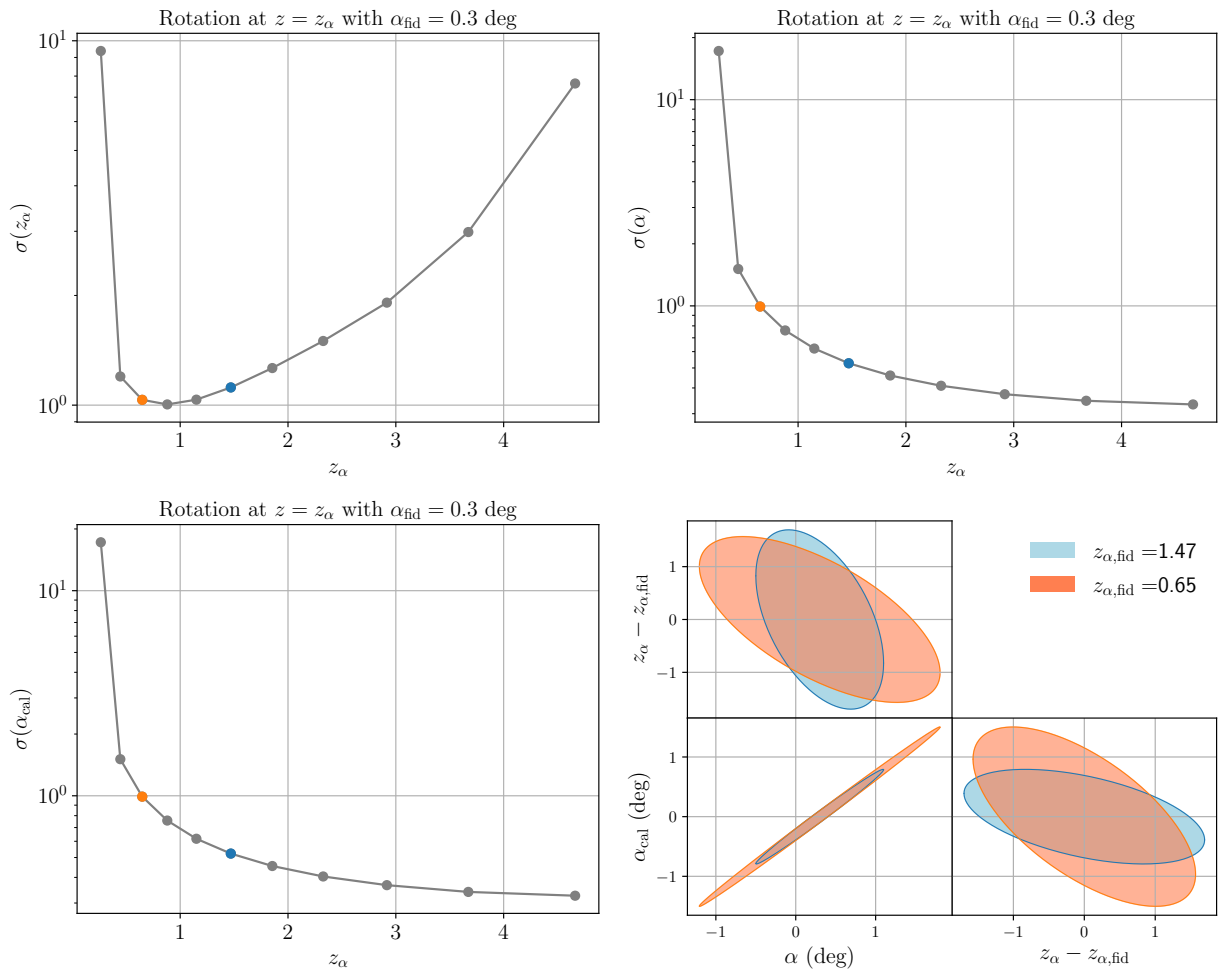 Rotation at z = z_α with α_fid = 0.3 deg
σ(z_α)
10^1
10^0
1 2 3 4
z_α
Rotation at z = z_α with α_fid = 0.3 deg
σ(α)
10^1
10^0
1 2 3 4
z_α
Rotation at z = z_α with α_fid = 0.3 deg
σ(α_cal)
10^1
10^0
1 2 3 4
z_α
z_α − z_α,fid
1
0
−1
z_α,fid =1.47
z_α,fid =0.65
α_cal (deg)
1
0
−1
−1 0 1
α (deg)
−1 0 1
z_α − z_α,fid